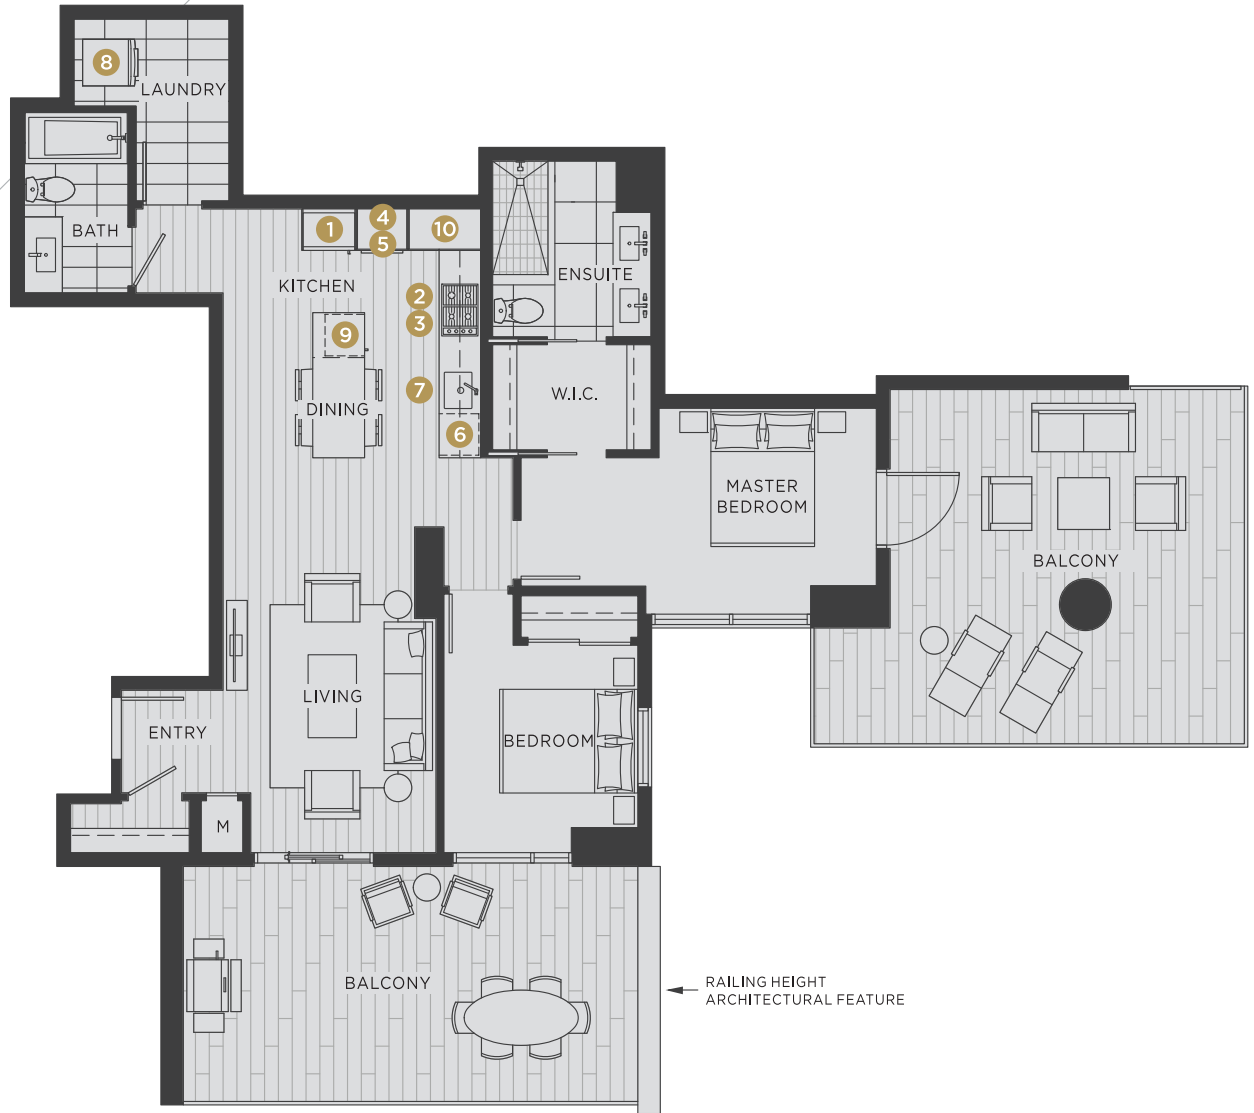 8
LAUNDRY
BATH
1
4
5
10
KITCHEN
ENSUITE
2
3
9
7
W.I.C.
DINING
6
MASTER
BEDROOM
BALCONY
LIVING
ENTRY
BEDROOM
M
BALCONY
RAILING HEIGHT
ARCHITECTURAL FEATURE